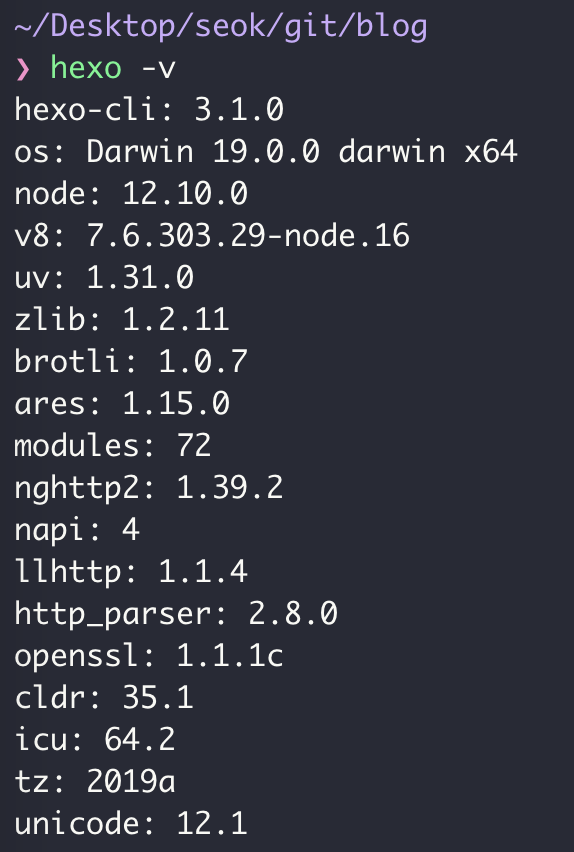 ~/Desktop/seok/git/blog
❯ hexo -v
hexo-cli: 3.1.0
os: Darwin 19.0.0 darwin x64
node: 12.10.0
v8: 7.6.303.29-node.16
uv: 1.31.0
zlib: 1.2.11
brotli: 1.0.7
ares: 1.15.0
modules: 72
nghttp2: 1.39.2
napi: 4
llhttp: 1.1.4
http_parser: 2.8.0
openssl: 1.1.1c
cldr: 35.1
icu: 64.2
tz: 2019a
unicode: 12.1